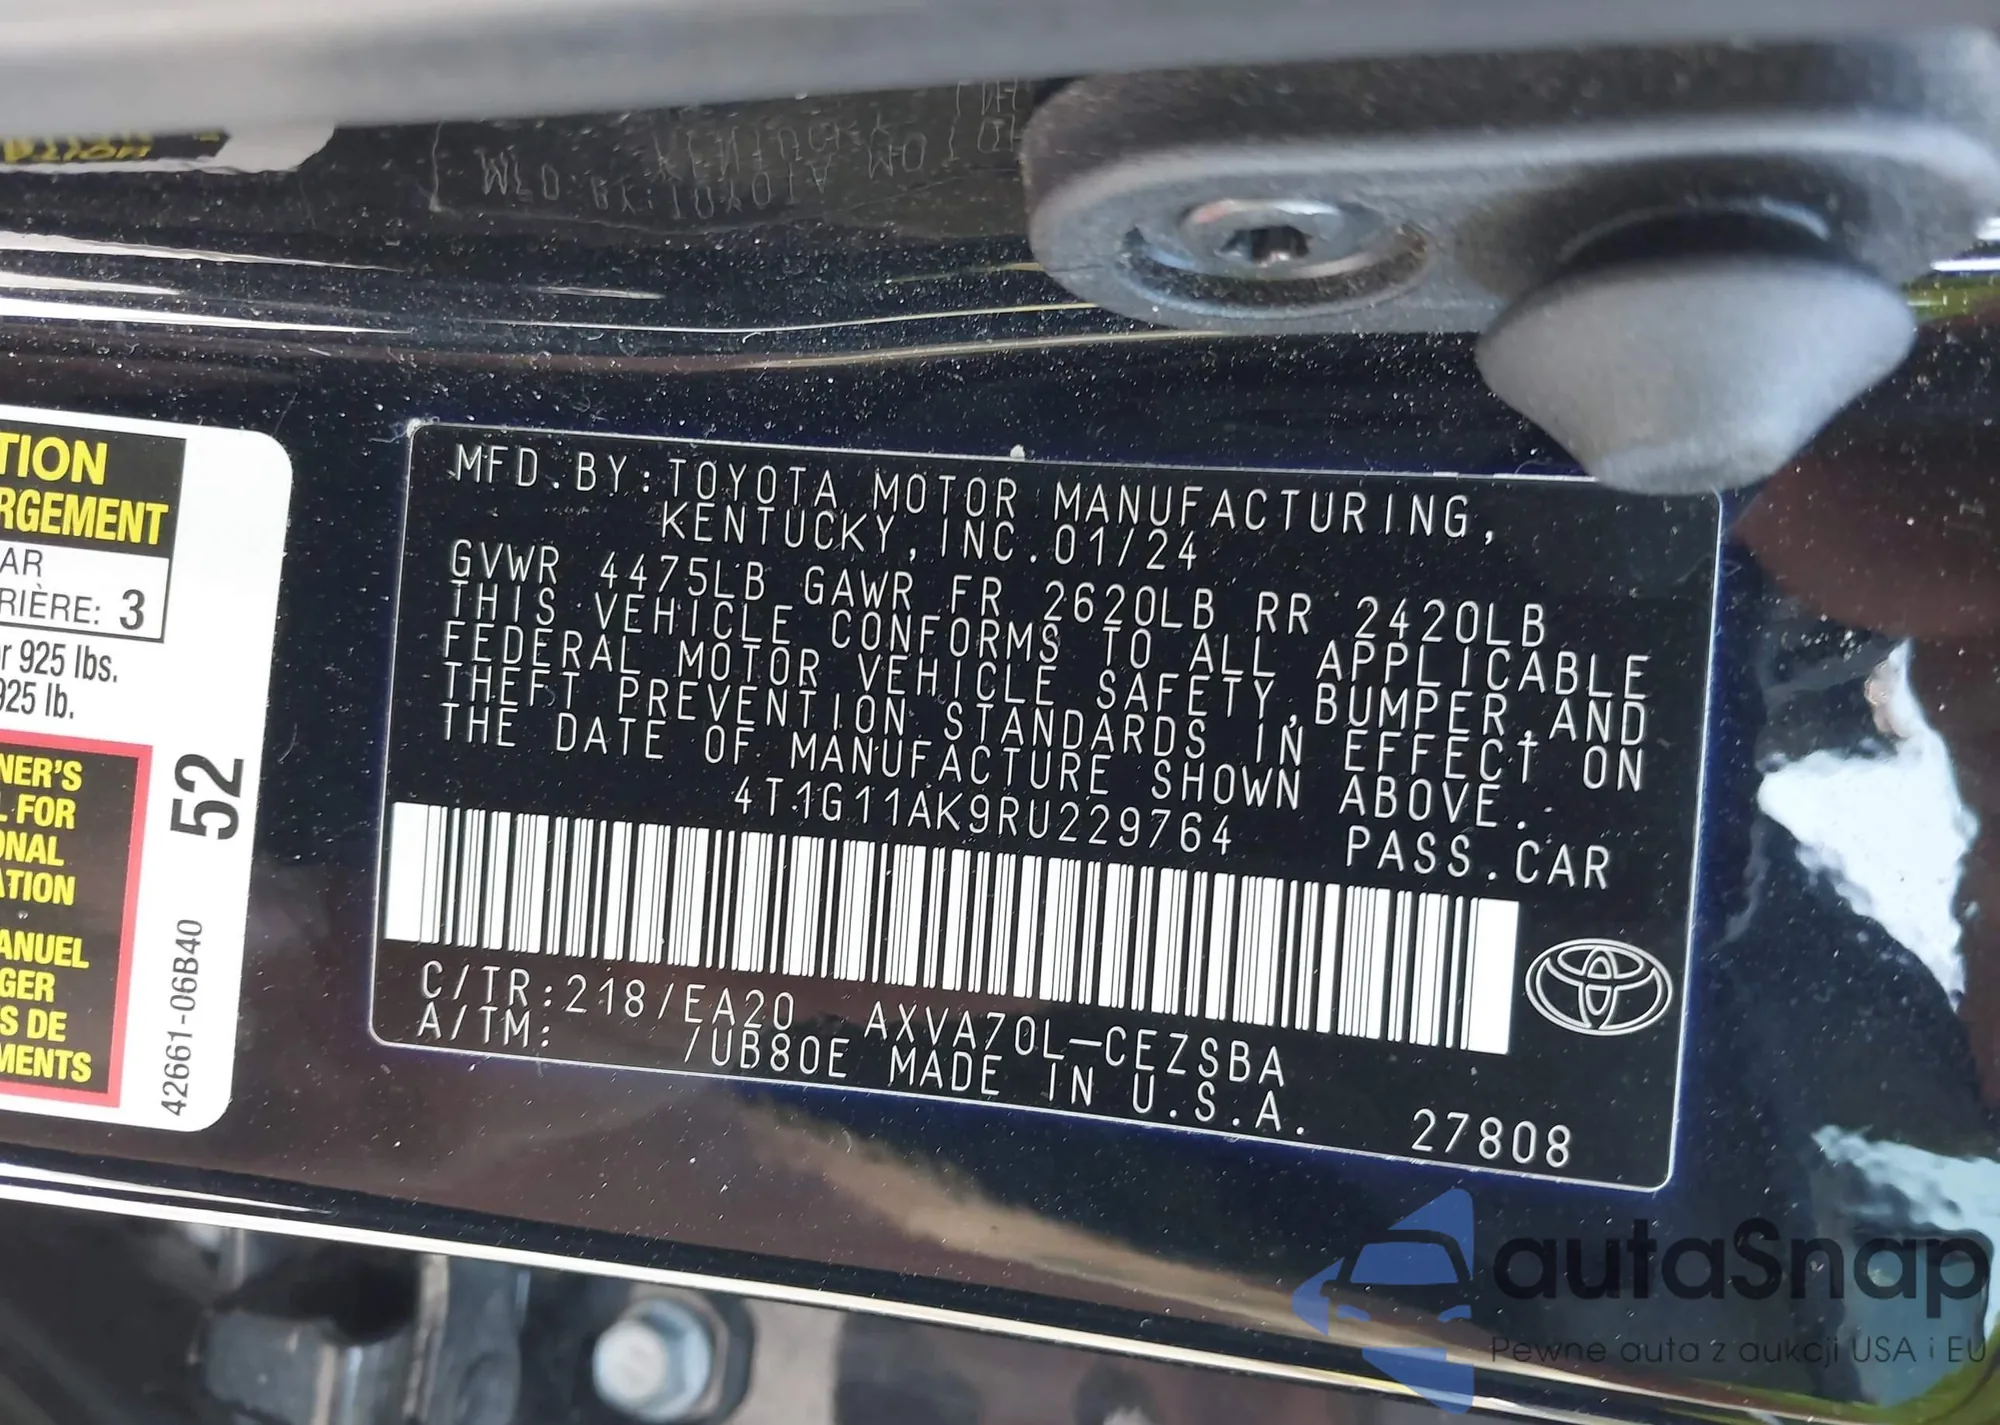 TION
RGEMENT
AR
RIÈRE: 3
r 925 lbs.
925 lb.
NER'S
L FOR
ONAL
ATION
ANUEL
GER
S DE
MENTS
52
42661-06B40
MFD.BY:TOYOTA MOTOR MANUFACTURING,
KENTUCKY,INC.01/24
GVWR 4475LB GAWR FR 2620LB RR 2420LB
THIS VEHICLE CONFORMS TO ALL APPLICABLE
FEDERAL MOTOR VEHICLE SAFETY,BUMPER,AND
THEFT PREVENTION STANDARDS IN EFFECT ON
THE DATE OF MANUFACTURE SHOWN ABOVE.
4T1G11AK9RU229764 PASS.CAR
C/TR:218/EA20 AXVA70L-CEZSBA
A/TM: /UB80E MADE IN U.S.A.
27808
autaSnap
Pewne auta z aukcji USA i EU